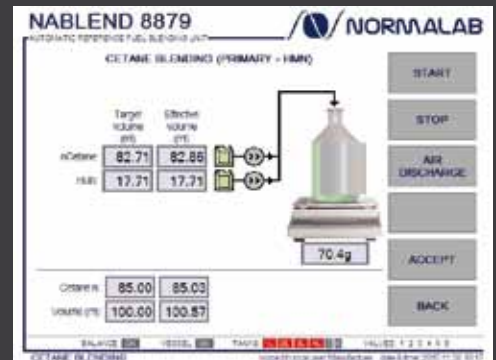 NABLEND 8879
NORMALAB
AUTOMATIC REFERENCE FUEL BLENDING UNIT
CETANE BLENDING (PRIMARY - HMN)
START
STOP
AIR DISCHARGE
ACCEPT
BACK
Target volume (ml)
Effective volume (ml)
nCetane 82.71 82.86
HMN 17.71 17.71
70.4g
Cetane n. 85.00 85.03
Volume (ml) 100.00 100.57
BALANCE
VESSEL
TANKS
VALVES 1 2 3 4 5 6
CETANE BLENDING